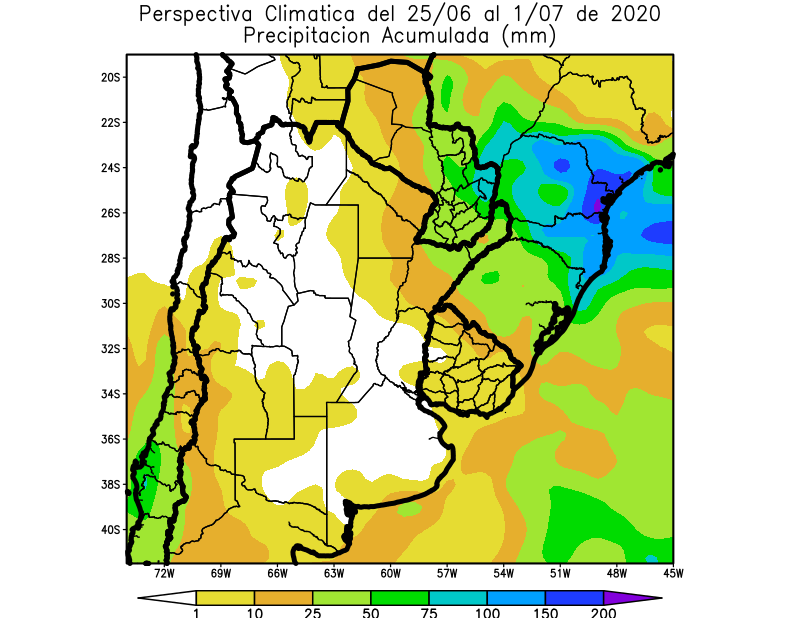 Perspectiva Climatica del 25/06 al 1/07 de 2020
Precipitacion Acumulada (mm)
20S
22S
24S
26S
28S
30S
32S
34S
36S
38S
40S
72W 69W 66W 63W 60W 57W 54W 51W 48W 45W
1 10 25 50 75 100 150 200